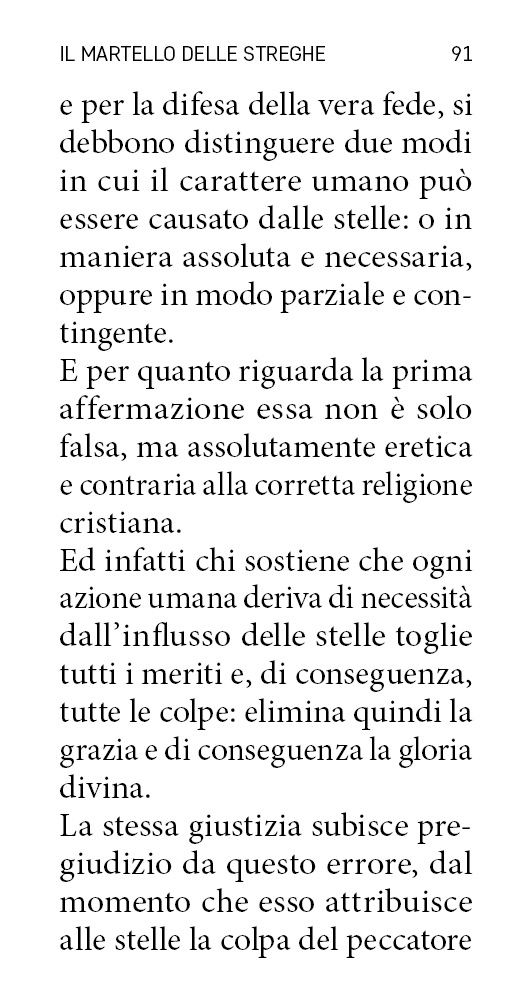 IL MARTELLO DELLE STREGHE 91
e per la difesa della vera fede, si
debbono distinguere due modi
in cui il carattere umano può
essere causato dalle stelle: o in
maniera assoluta e necessaria,
oppure in modo parziale e con-
tingente.
E per quanto riguarda la prima
affermazione essa non è solo
falsa, ma assolutamente eretica
e contraria alla corretta religione
cristiana.
Ed infatti chi sostiene che ogni
azione umana deriva di necessità
dall’influsso delle stelle toglie
tutti i meriti e, di conseguenza,
tutte le colpe: elimina quindi la
grazia e di conseguenza la gloria
divina.
La stessa giustizia subisce pre-
giudizio da questo errore, dal
momento che esso attribuisce
alle stelle la colpa del peccatore